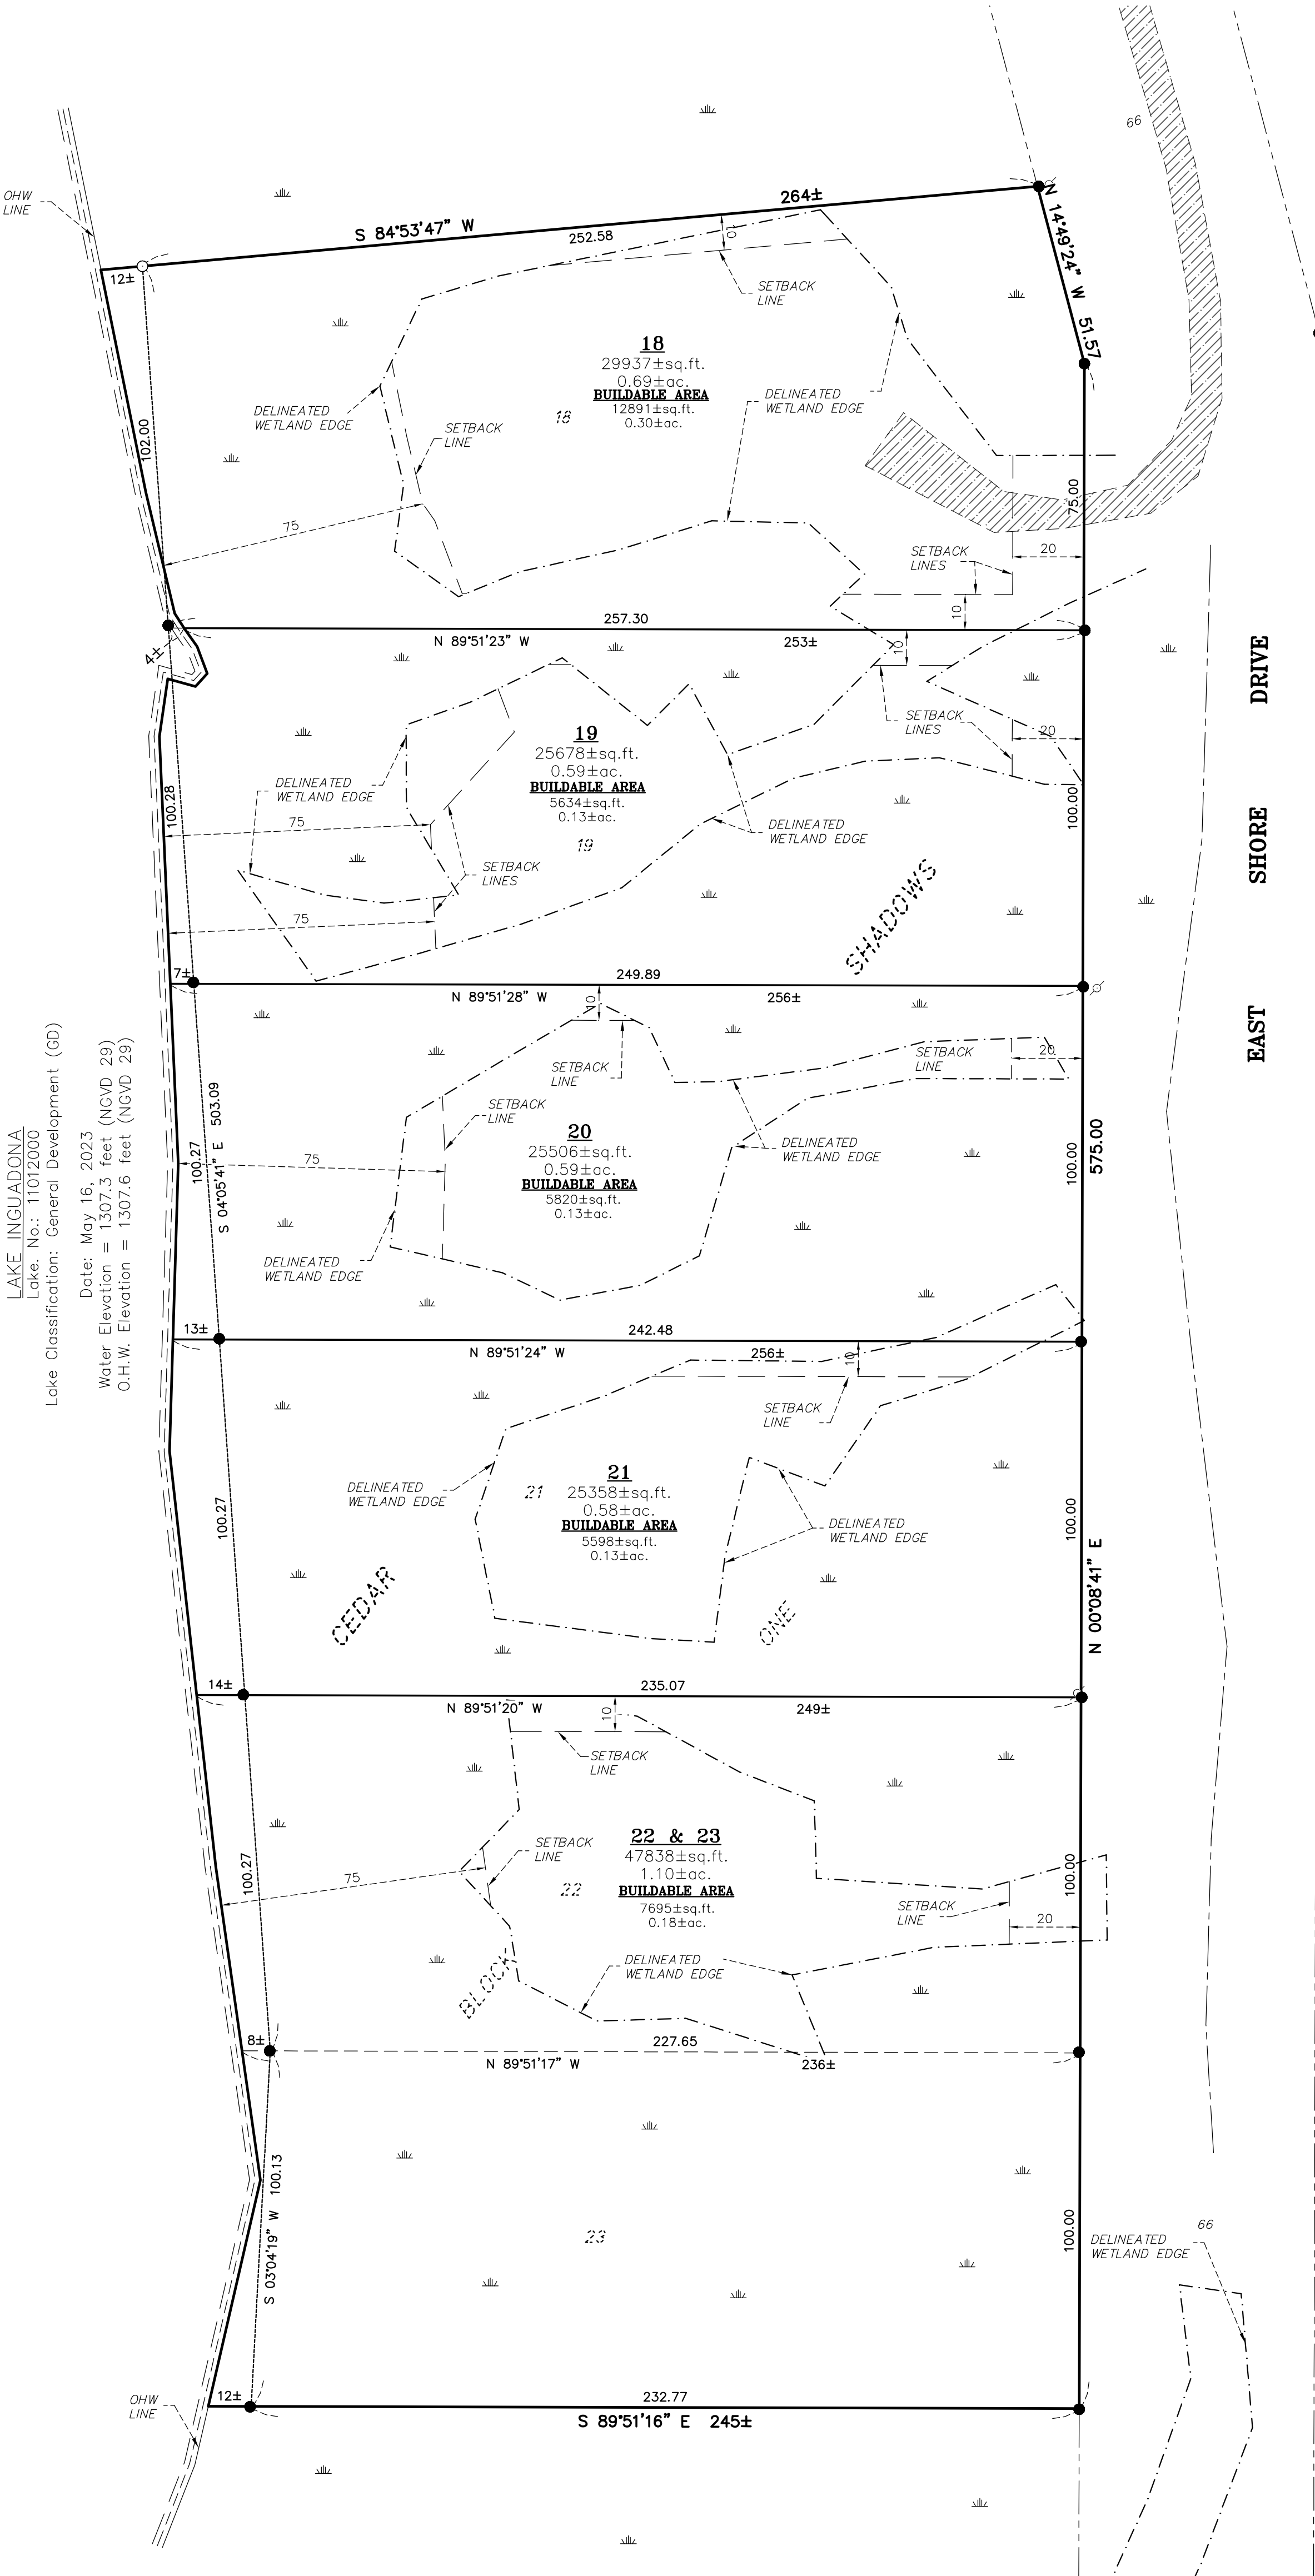 66
OHW
LINE
S 84°53'47" W
264±
252.58
12±
10
N 14°49'24" W 51.57
SETBACK
LINE
18
29937±sq.ft.
0.69±ac.
BUILDABLE AREA
12891±sq.ft.
0.30±ac.
18
DELINEATED
WETLAND EDGE
DELINEATED
WETLAND EDGE
SETBACK
LINE
102.00
75
75.00
SETBACK
LINES
20
10
257.30
N 89°51'23" W
253±
4±
10
SETBACK
LINES
20
19
25678±sq.ft.
0.59±ac.
BUILDABLE AREA
5634±sq.ft.
0.13±ac.
19
DELINEATED
WETLAND EDGE
100.28
75
DELINEATED
WETLAND EDGE
SETBACK
LINES
100.00
75
SHADOWS
DRIVE
SHORE
EAST
7±
249.89
N 89°51'28" W
256±
10
SETBACK
LINE
SETBACK
LINE
20
SETBACK
LINE
20
25506±sq.ft.
0.59±ac.
BUILDABLE AREA
5820±sq.ft.
0.13±ac.
DELINEATED
WETLAND EDGE
75
100.27
S 04°05'41" E 503.09
DELINEATED
WETLAND EDGE
100.00
575.00
LAKE INGUADONA
Lake. No.: 11012000
Lake Classification: General Development (GD)
Date: May 16, 2023
Water Elevation = 1307.3 feet (NGVD 29)
O.H.W. Elevation = 1307.6 feet (NGVD 29)
13±
242.48
N 89°51'24" W
256±
10
SETBACK
LINE
DELINEATED
WETLAND EDGE
21
21
25358±sq.ft.
0.58±ac.
BUILDABLE AREA
5598±sq.ft.
0.13±ac.
DELINEATED
WETLAND EDGE
100.27
100.00
N 00°08'41" E
CEDAR
ONE
14±
235.07
N 89°51'20" W
249±
10
SETBACK
LINE
SETBACK
LINE
22 & 23
47838±sq.ft.
1.10±ac.
BUILDABLE AREA
7695±sq.ft.
0.18±ac.
22
100.27
75
100.00
SETBACK
LINE
20
DELINEATED
WETLAND EDGE
BLOCK
8±
227.65
N 89°51'17" W
236±
S 03°04'19" W 100.13
23
100.00
66
DELINEATED
WETLAND EDGE
OHW
LINE
12±
232.77
S 89°51'16" E 245±